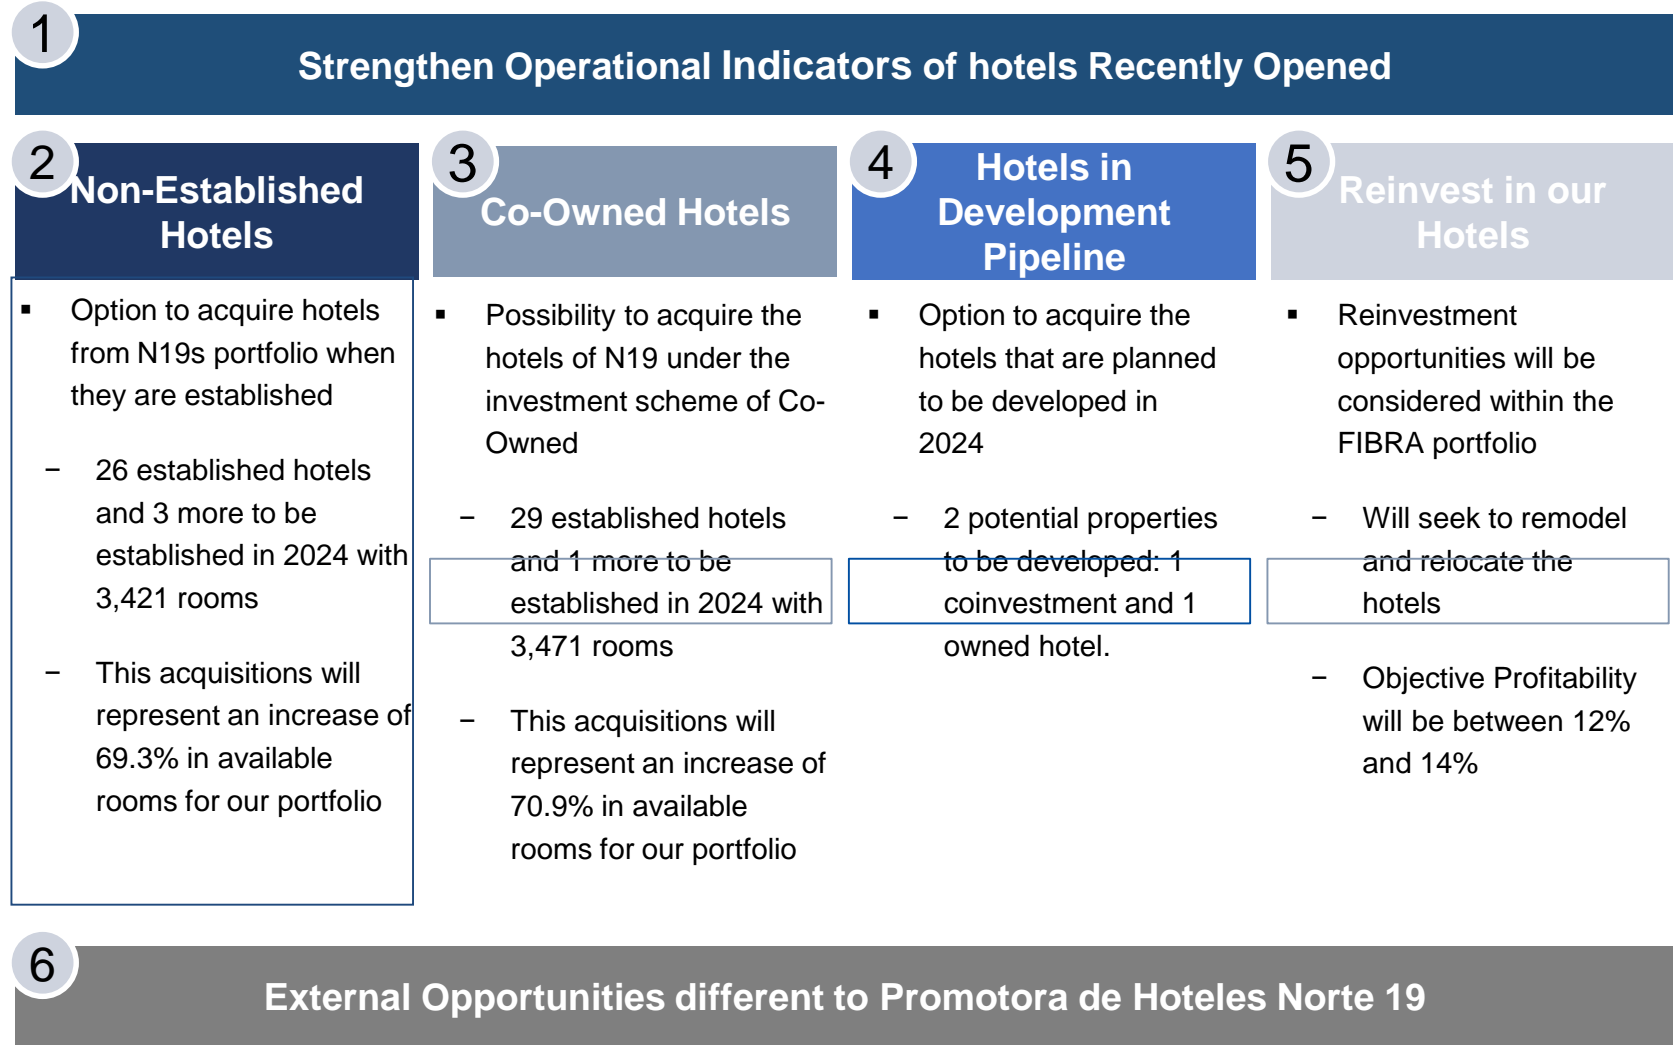 1
Strengthen Operational Indicators of hotels Recently Opened
2
Non-Established
Hotels
▪ Option to acquire hotels
from N19s portfolio when
they are established
− 26 established hotels
and 3 more to be
established in 2024 with
3,421 rooms
− This acquisitions will
represent an increase of
69.3% in available
rooms for our portfolio
3
Co-Owned Hotels
▪ Possibility to acquire the
hotels of N19 under the
investment scheme of Co-
Owned
− 29 established hotels
and 1 more to be
established in 2024 with
3,471 rooms
− This acquisitions will
represent an increase of
70.9% in available
rooms for our portfolio
4
Hotels in
Development
Pipeline
▪ Option to acquire the
hotels that are planned
to be developed in
2024
− 2 potential properties
to be developed: 1
coinvestment and 1
owned hotel.
5
Reinvest in our
Hotels
▪ Reinvestment
opportunities will be
considered within the
FIBRA portfolio
− Will seek to remodel
and relocate the
hotels
− Objective Profitability
will be between 12%
and 14%
6
External Opportunities different to Promotora de Hoteles Norte 19